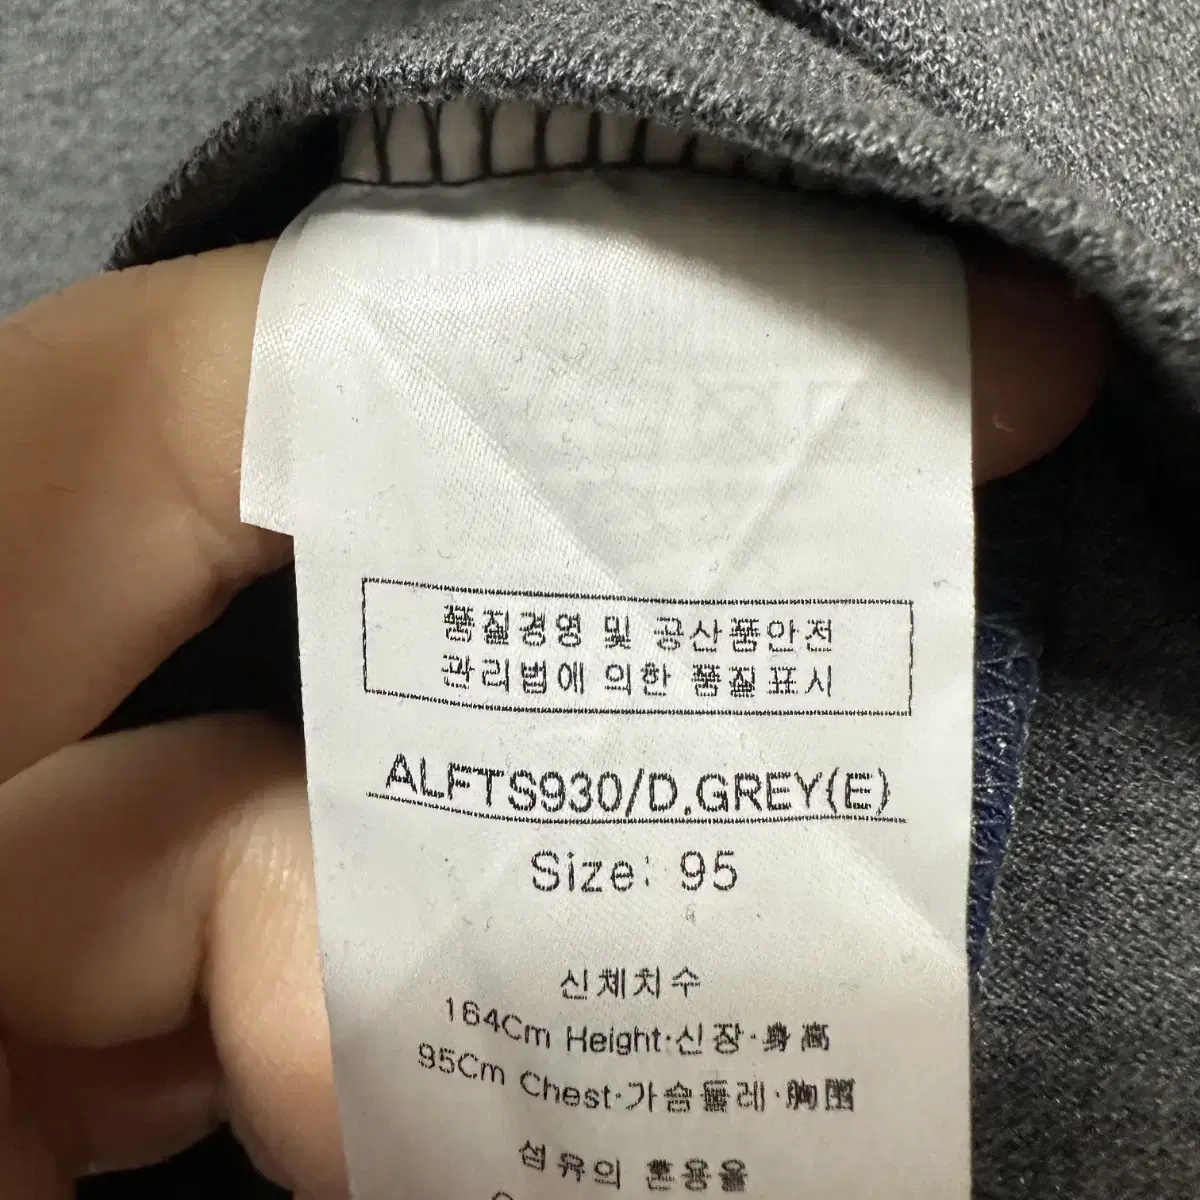 품질경영 및 공산품안전
관리법에 의한 품질표시
ALFTS930/D.GREY(E)
Size: 95
신체치수
164Cm Height·신장·身高
95Cm Chest·가슴둘레·胸围
섬유의 혼용율